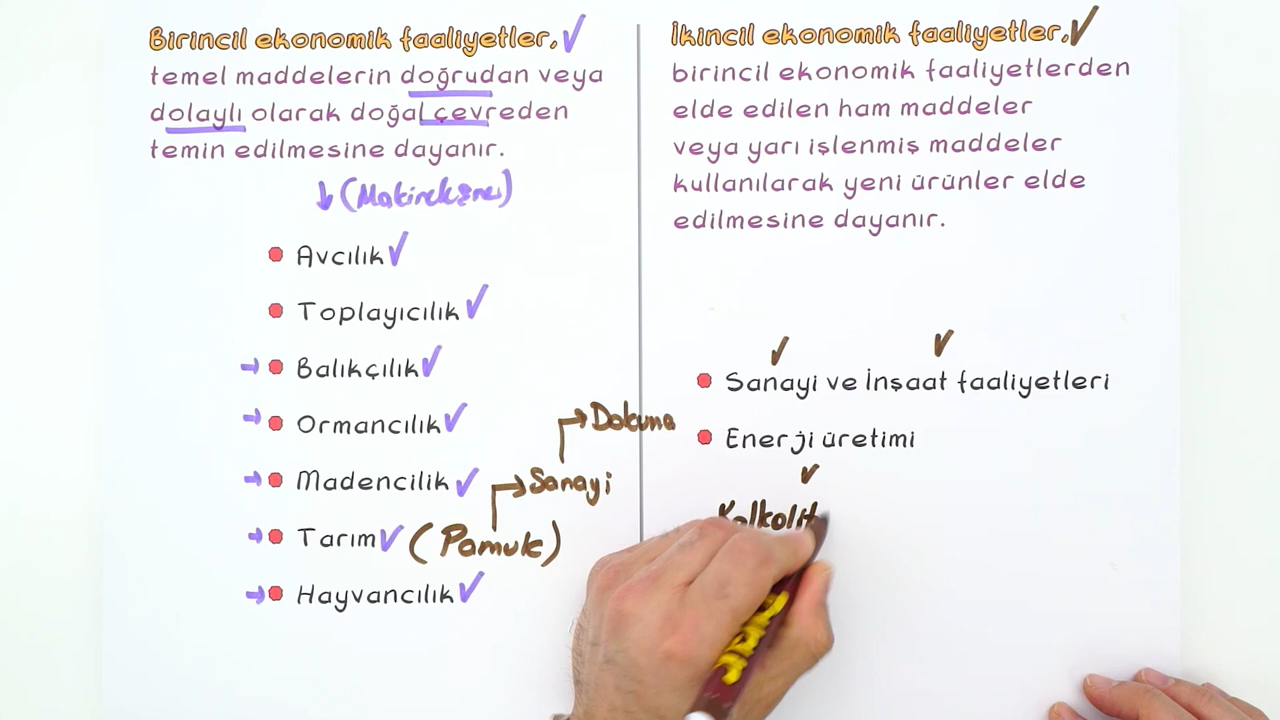 Birincil ekonomik faaliyetler,
temel maddelerin doğrudan veya
dolaylı olarak doğal çevreden
temin edilmesine dayanır.
Avcılık
Toplayıcılık
Balıkçılık
Ormancılık
Madencilik
Tarım (Pamuk)
Hayvancılık
Sanayi
Dokuma
İkincil ekonomik faaliyetler,
birincil ekonomik faaliyetlerden
elde edilen ham maddeler
veya yarı işlenmiş maddeler
kullanılarak yeni ürünler elde
edilmesine dayanır.
Sanayi ve İnşaat faaliyetleri
Enerji üretimi
Kalkolit